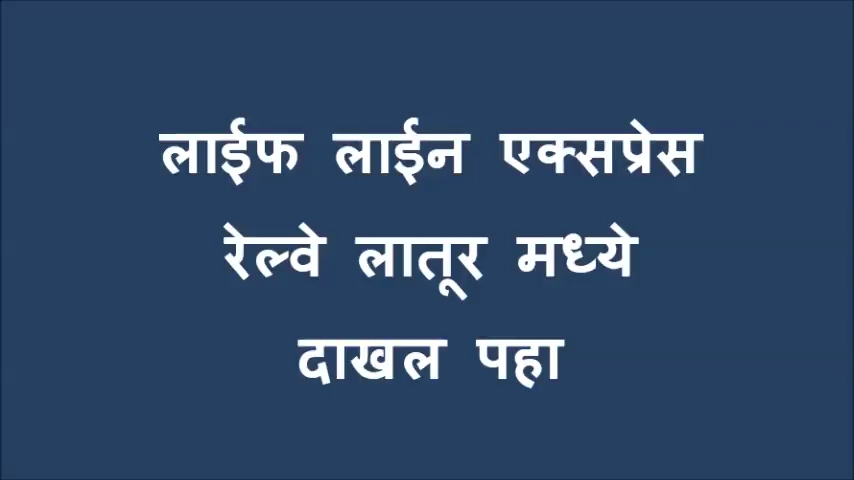 लाईफ लाईन एक्सप्रेस
रेल्वे लातूर मध्ये
दाखल पहा